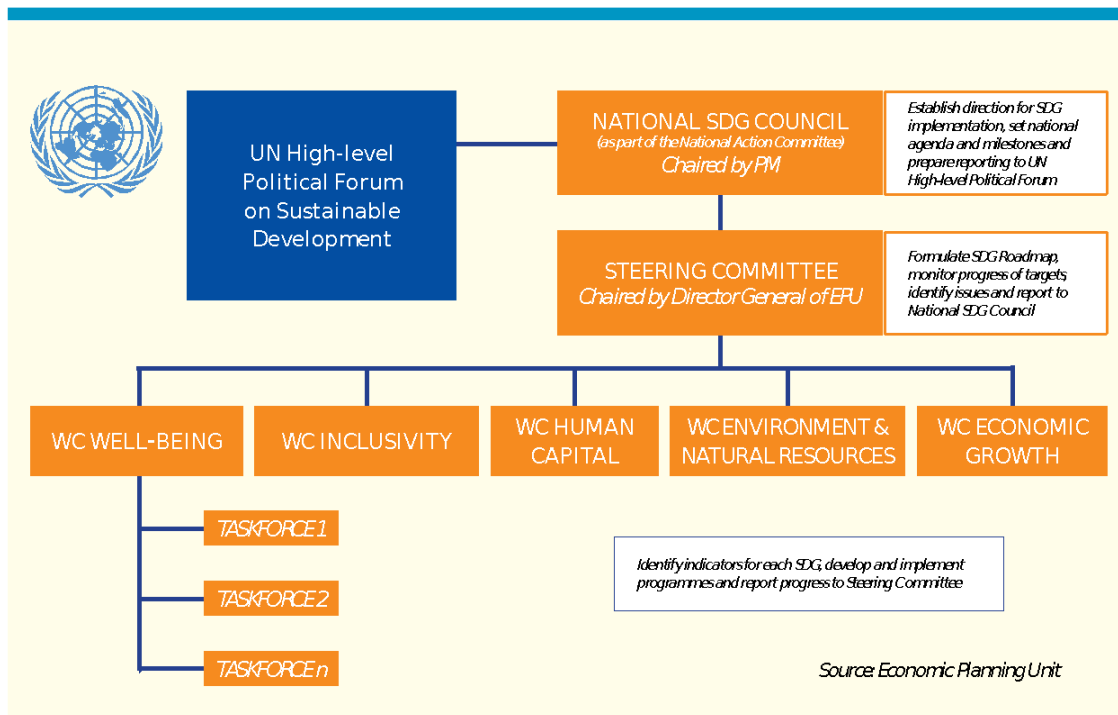 UN High-level
Political Forum
on Sustainable
Development
NATIONAL SDG COUNCIL
(as part of the National Action Committee)
Chaired by PM
Establish direction for SDG
implementation, set national
agenda and milestones and
prepare reporting to UN
High-level Political Forum
STEERING COMMITTEE
Chaired by Director General of EPU
Formulate SDG Roadmap,
monitor progress of targets,
identify issues and report to
National SDG Council
WC WELL-BEING
WC INCLUSIVITY
WC HUMAN
CAPITAL
WC ENVIRONMENT &
NATURAL RESOURCES
WC ECONOMIC
GROWTH
TASKFORCE 1
TASKFORCE 2
TASKFORCE n
Identify indicators for each SDG, develop and implement
programmes and report progress to Steering Committee
Source: Economic Planning Unit